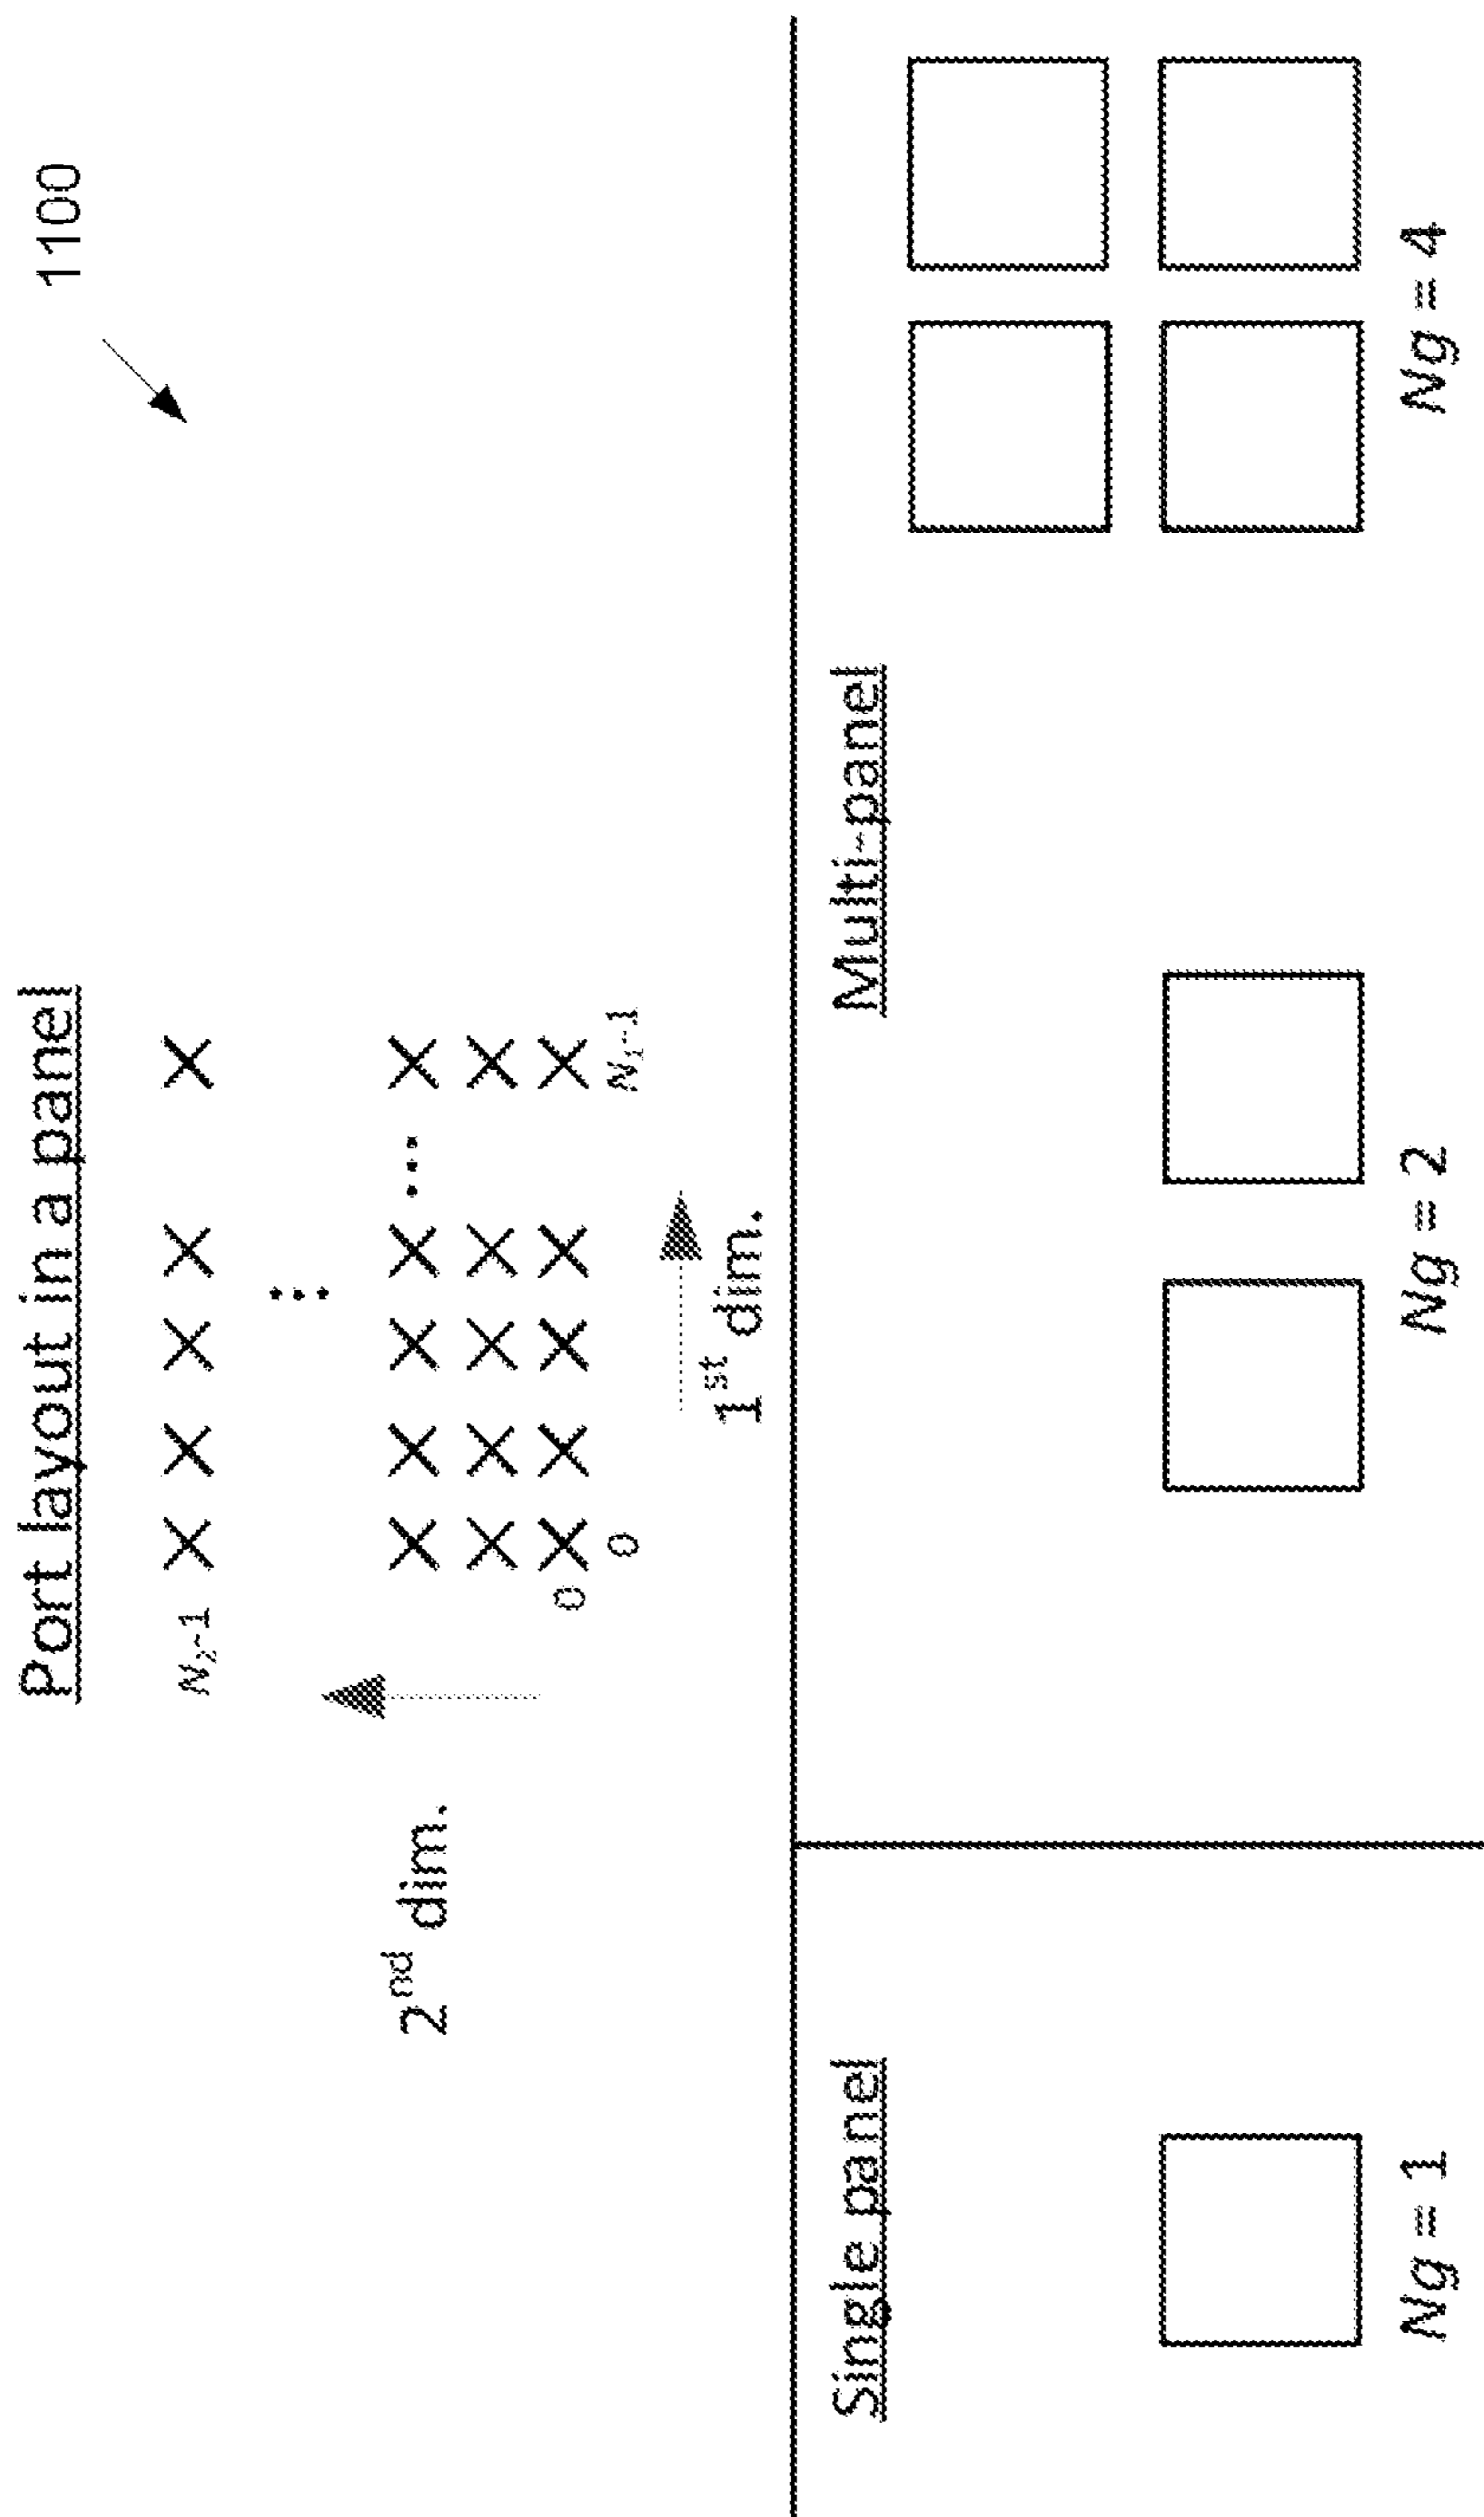 1100
Port layout in a panel
N₂-1
2nd dim.
0
0
N₁-1
1st dim.
Single panel
Multi-panel
Ng = 1
Ng = 2
Ng = 4